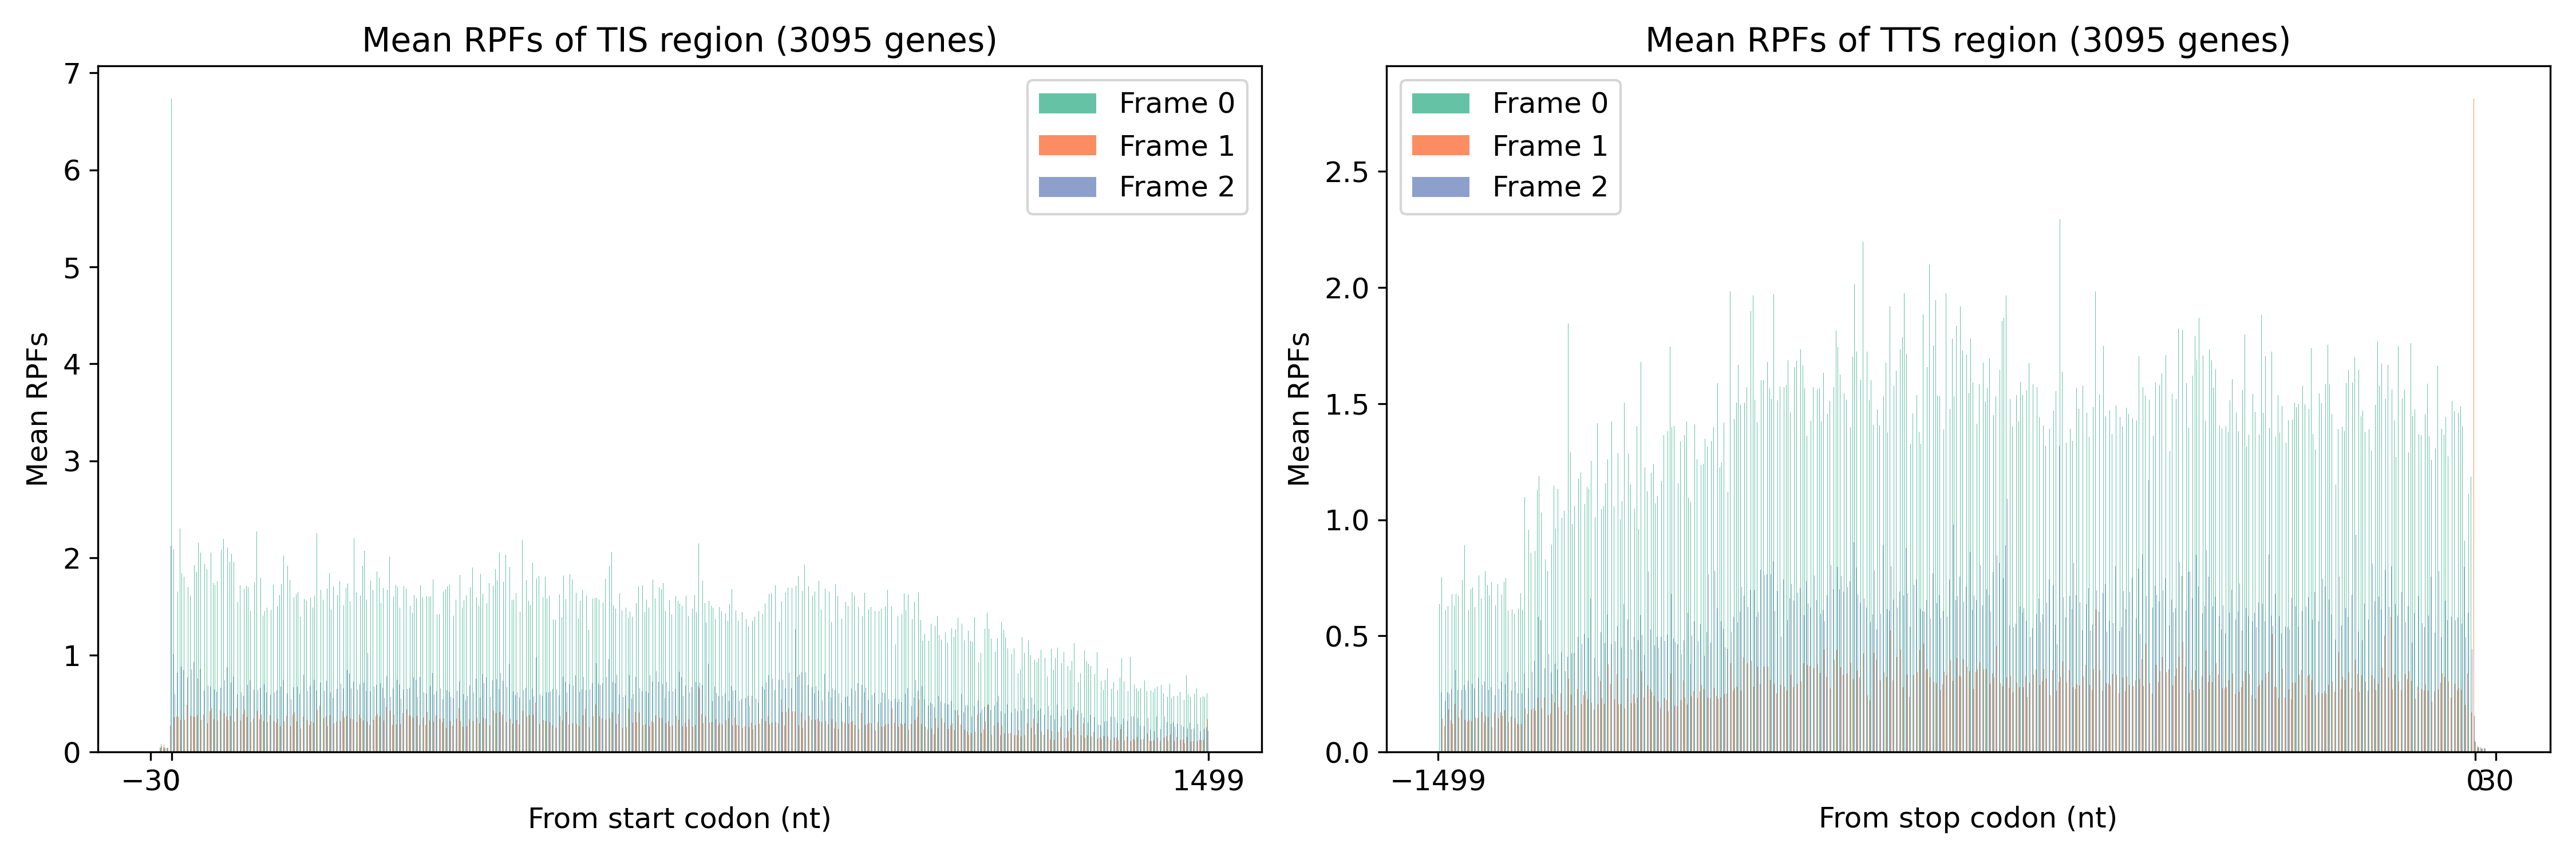 Mean RPFs of TIS region (3095 genes)
7
6
5
4
3
2
1
0
Mean RPFs
Frame 0
Frame 1
Frame 2
−30
1499
From start codon (nt)
Mean RPFs of TTS region (3095 genes)
2.5
2.0
1.5
1.0
0.5
0.0
Mean RPFs
Frame 0
Frame 1
Frame 2
−1499
0
30
From stop codon (nt)